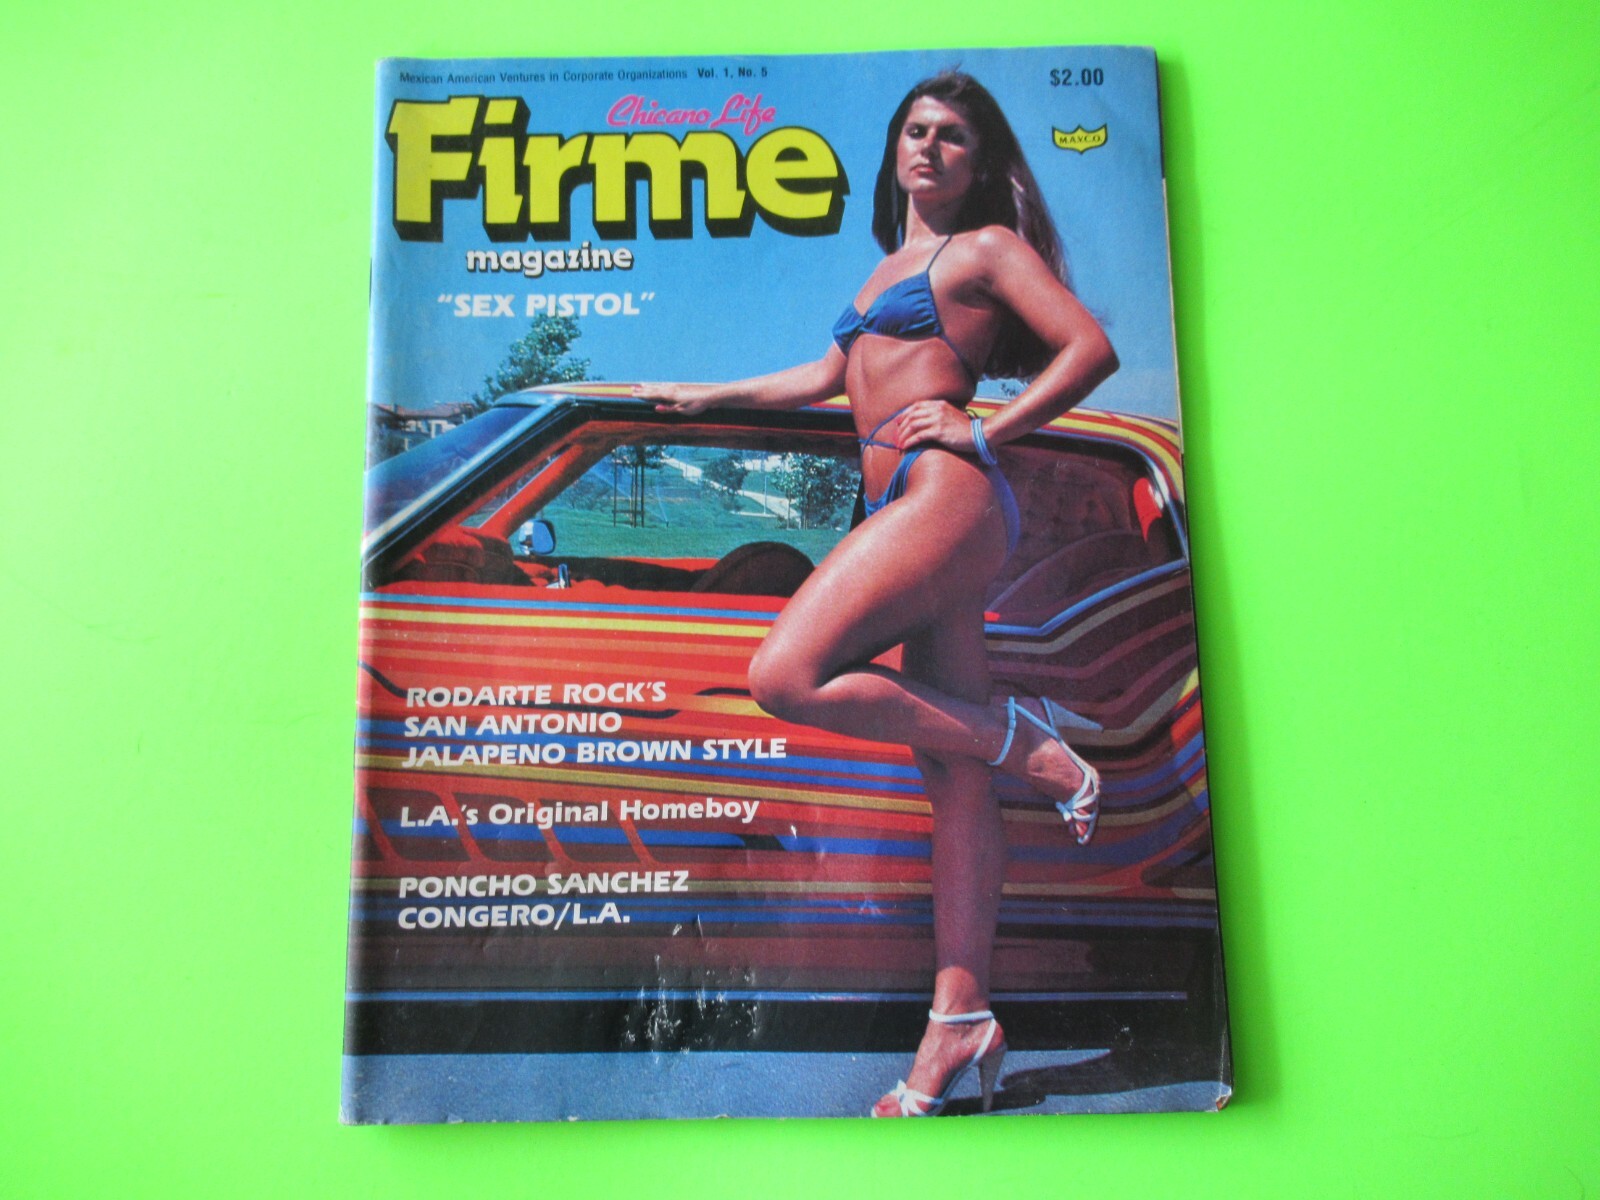 Mexican American Ventures in Corporate Organizations Vol. 1, No. 5
$2.00
Chicano Life
Firme
M.A.V.C.O.
magazine
"SEX PISTOL"
RODARTE ROCK'S
SAN ANTONIO
JALAPENO BROWN STYLE
L.A.'s Original Homeboy
PONCHO SANCHEZ
CONGERO/L.A.